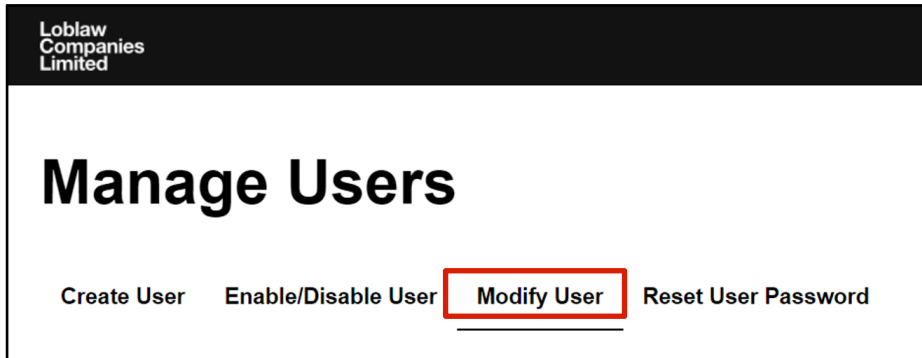 Loblaw
Companies
Limited
Manage Users
Create User Enable/Disable User Modify User Reset User Password